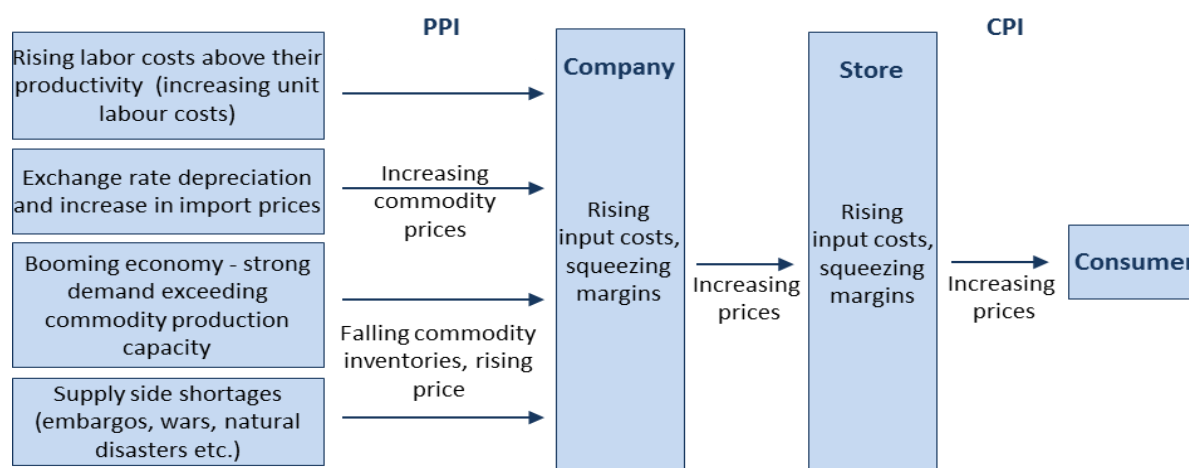 PPI
CPI
Rising labor costs above their
productivity  (increasing unit
labour costs)
Exchange rate depreciation
and increase in import prices
Booming economy - strong
demand exceeding
commodity production
capacity
Supply side shortages
(embargos, wars, natural
disasters etc.)
Increasing
commodity
prices
Falling commodity
inventories, rising
price
Company
Rising
input costs,
squeezing
margins
Increasing
prices
Store
Rising
input costs,
squeezing
margins
Increasing
prices
Consumer